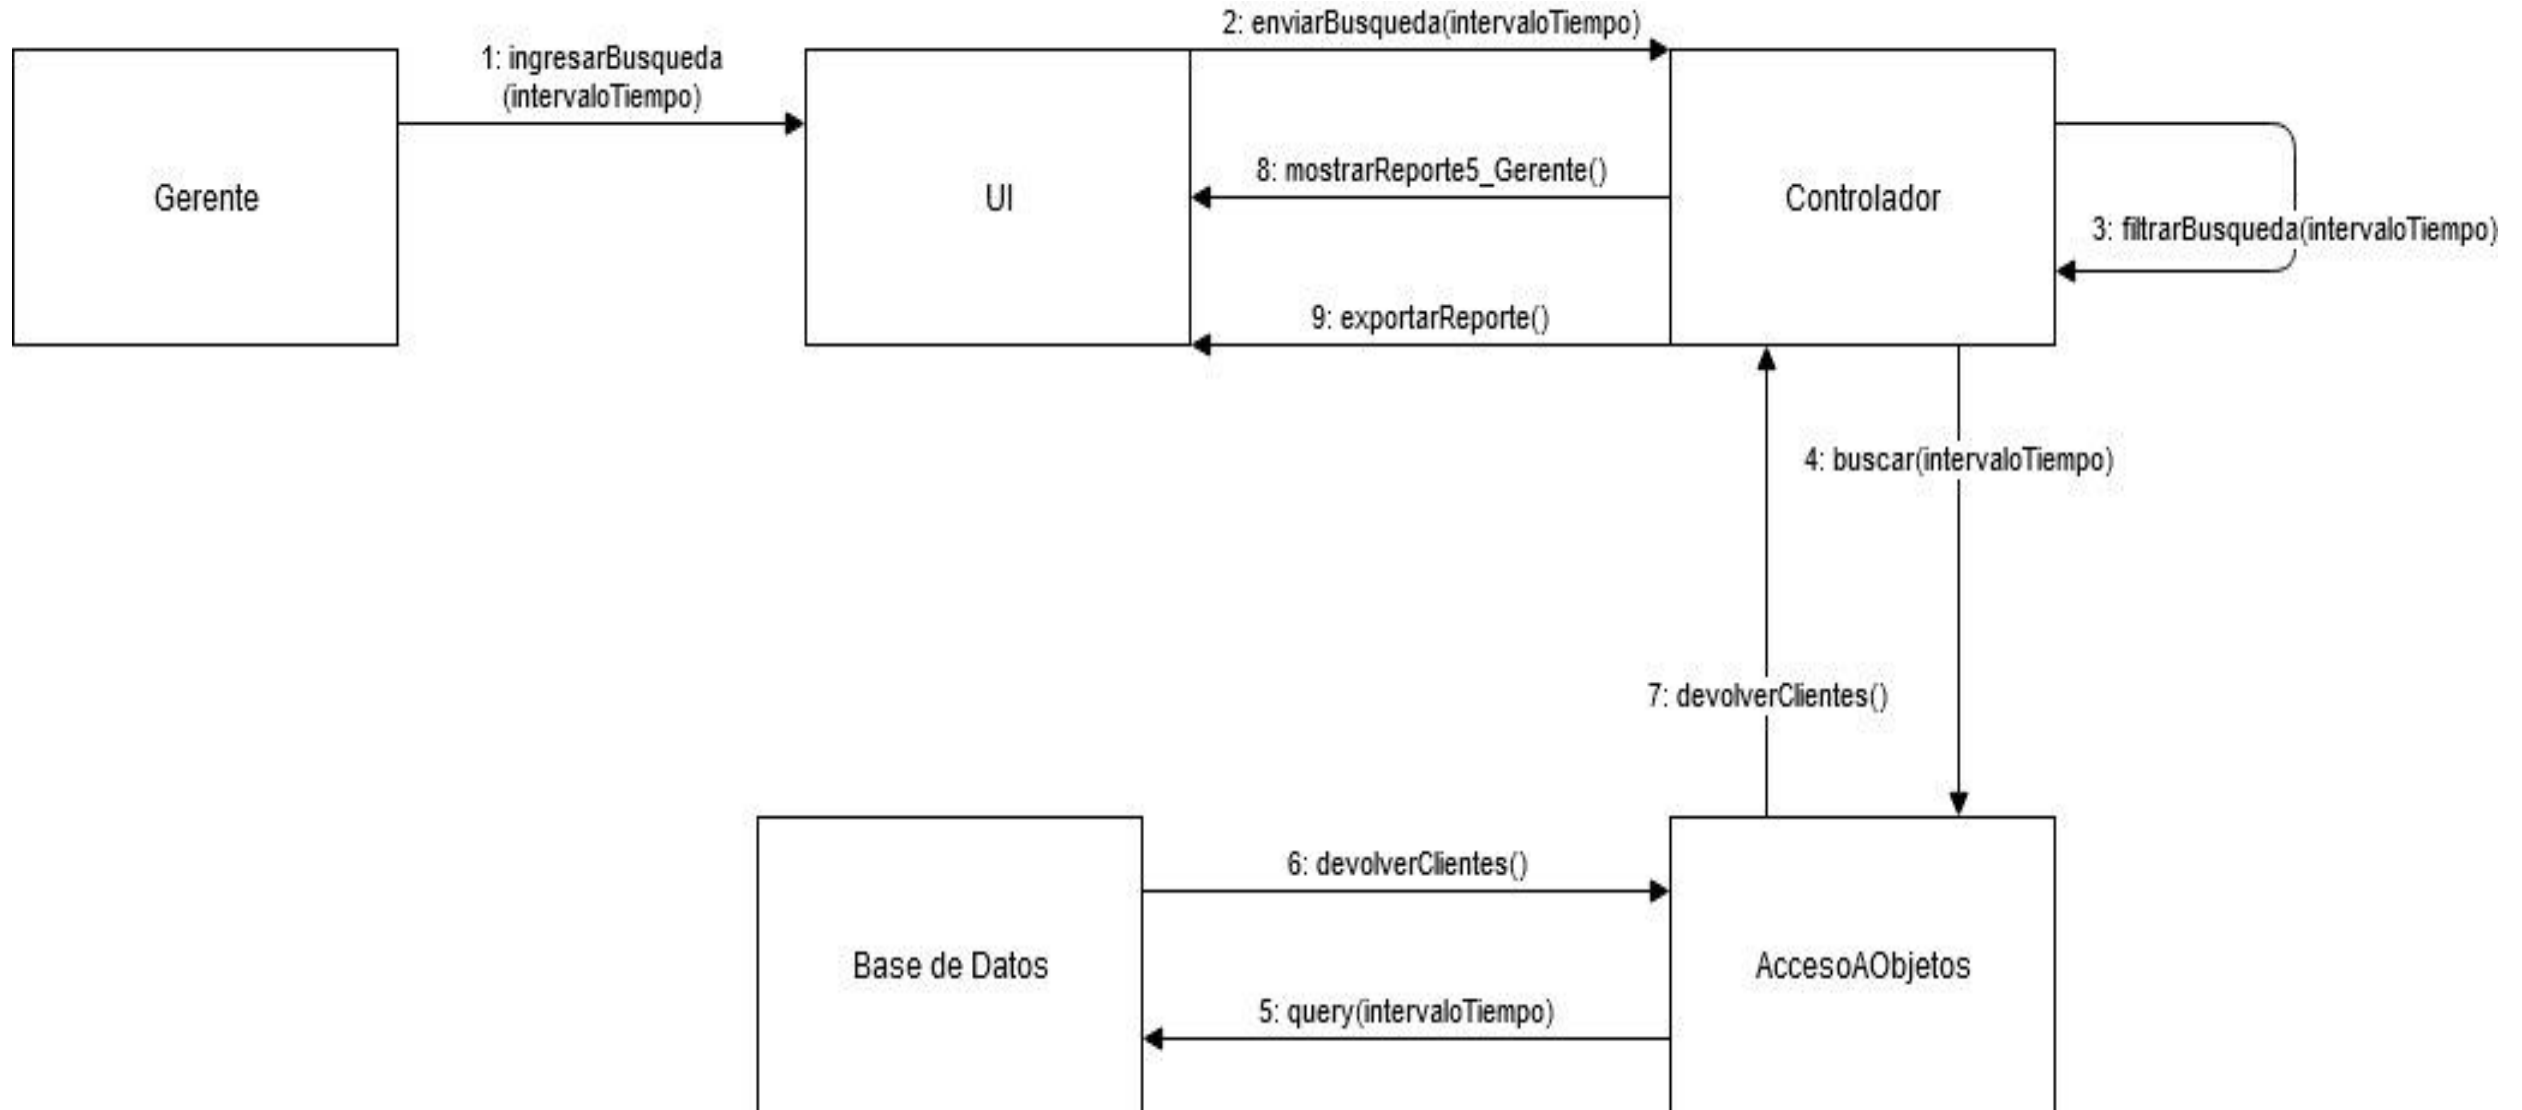 2: enviarBusqueda(intervaloTiempo)
1: ingresarBusqueda
(intervaloTiempo)
8: mostrarReporte5_Gerente()
Gerente
UI
Controlador
3: filtrarBusqueda(intervaloTiempo)
9: exportarReporte()
4: buscar(intervaloTiempo)
7: devolverClientes()
6: devolverClientes()
Base de Datos
AccesoAObjetos
5: query(intervaloTiempo)